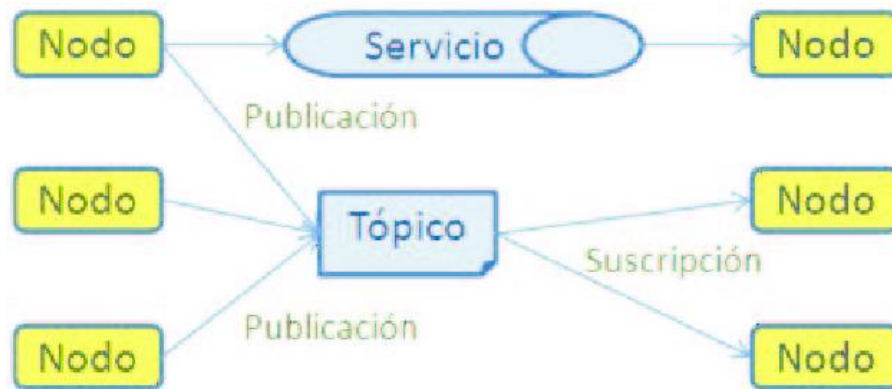 Nodo
Servicio
Nodo
Publicación
Nodo
Tópico
Nodo
Suscripción
Publicación
Nodo
Nodo